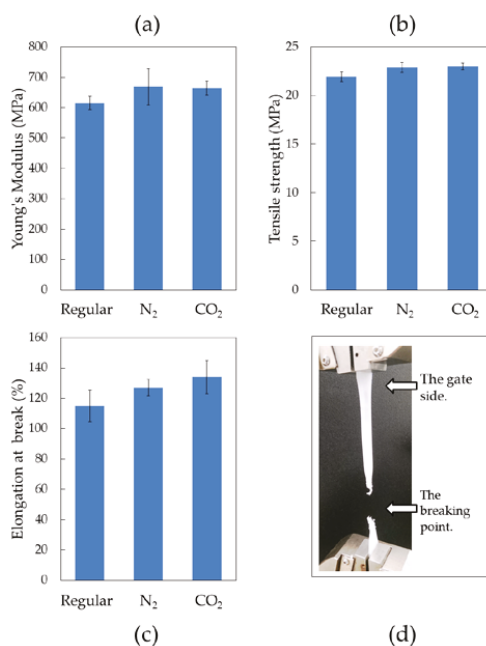 (a)
800
700
600
500
400
300
200
100
0
Young's Modulus (MPa)
Regular N₂ CO₂
(b)
25
20
15
10
5
0
Tensile strength (MPa)
Regular N₂ CO₂
160
140
120
100
80
60
40
20
0
Elongation at break (%)
Regular N₂ CO₂
(c)
The gate
side.
The
breaking
point.
(d)